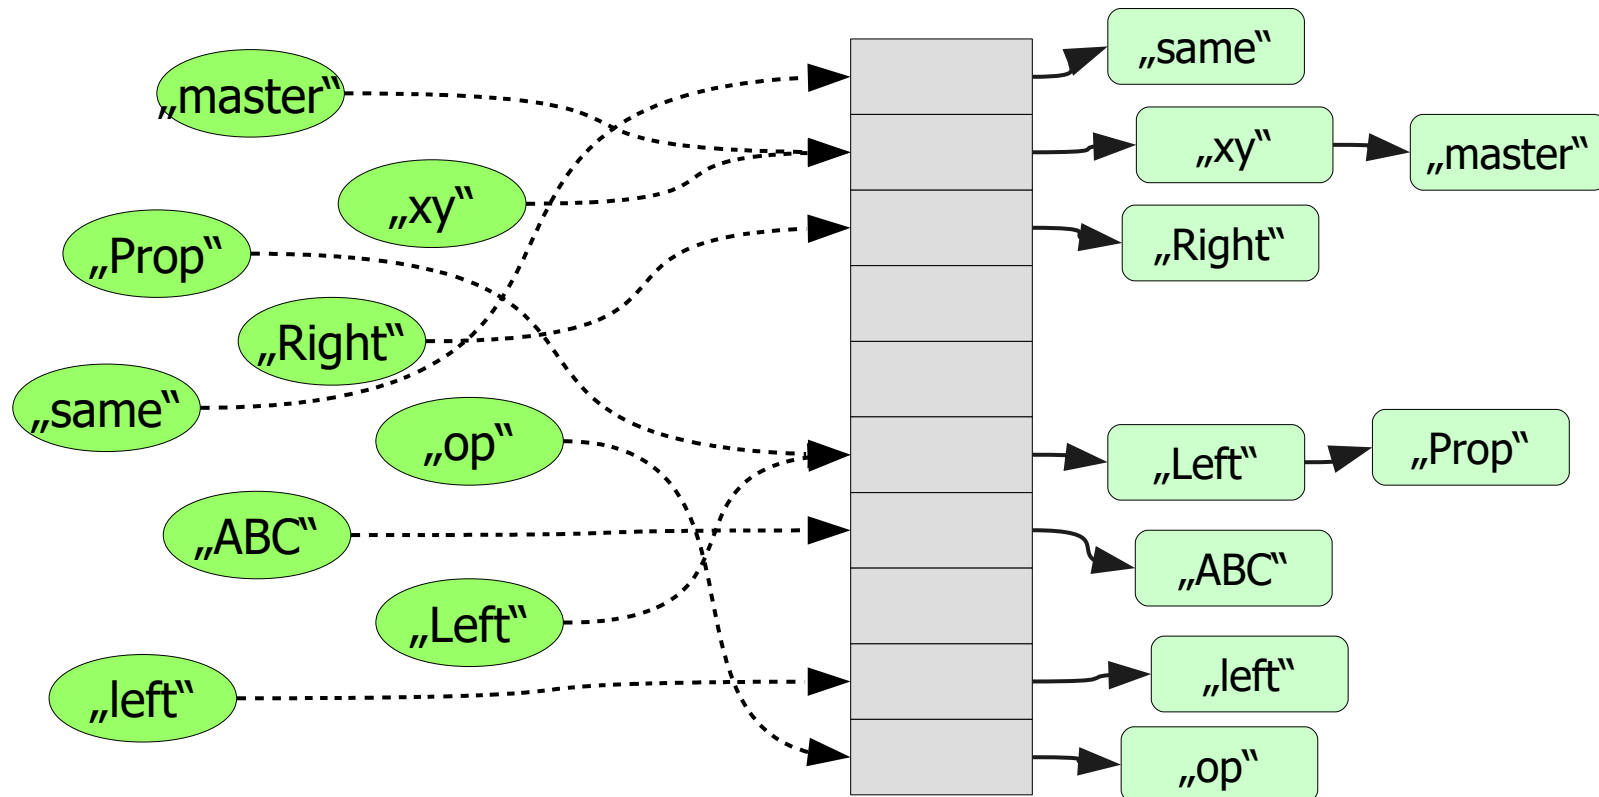 „master“
„xy“
„Prop“
„Right“
„same“
„op“
„ABC“
„Left“
„left“
„same“
„xy“
„master“
„Right“
„Left“
„Prop“
„ABC“
„left“
„op“